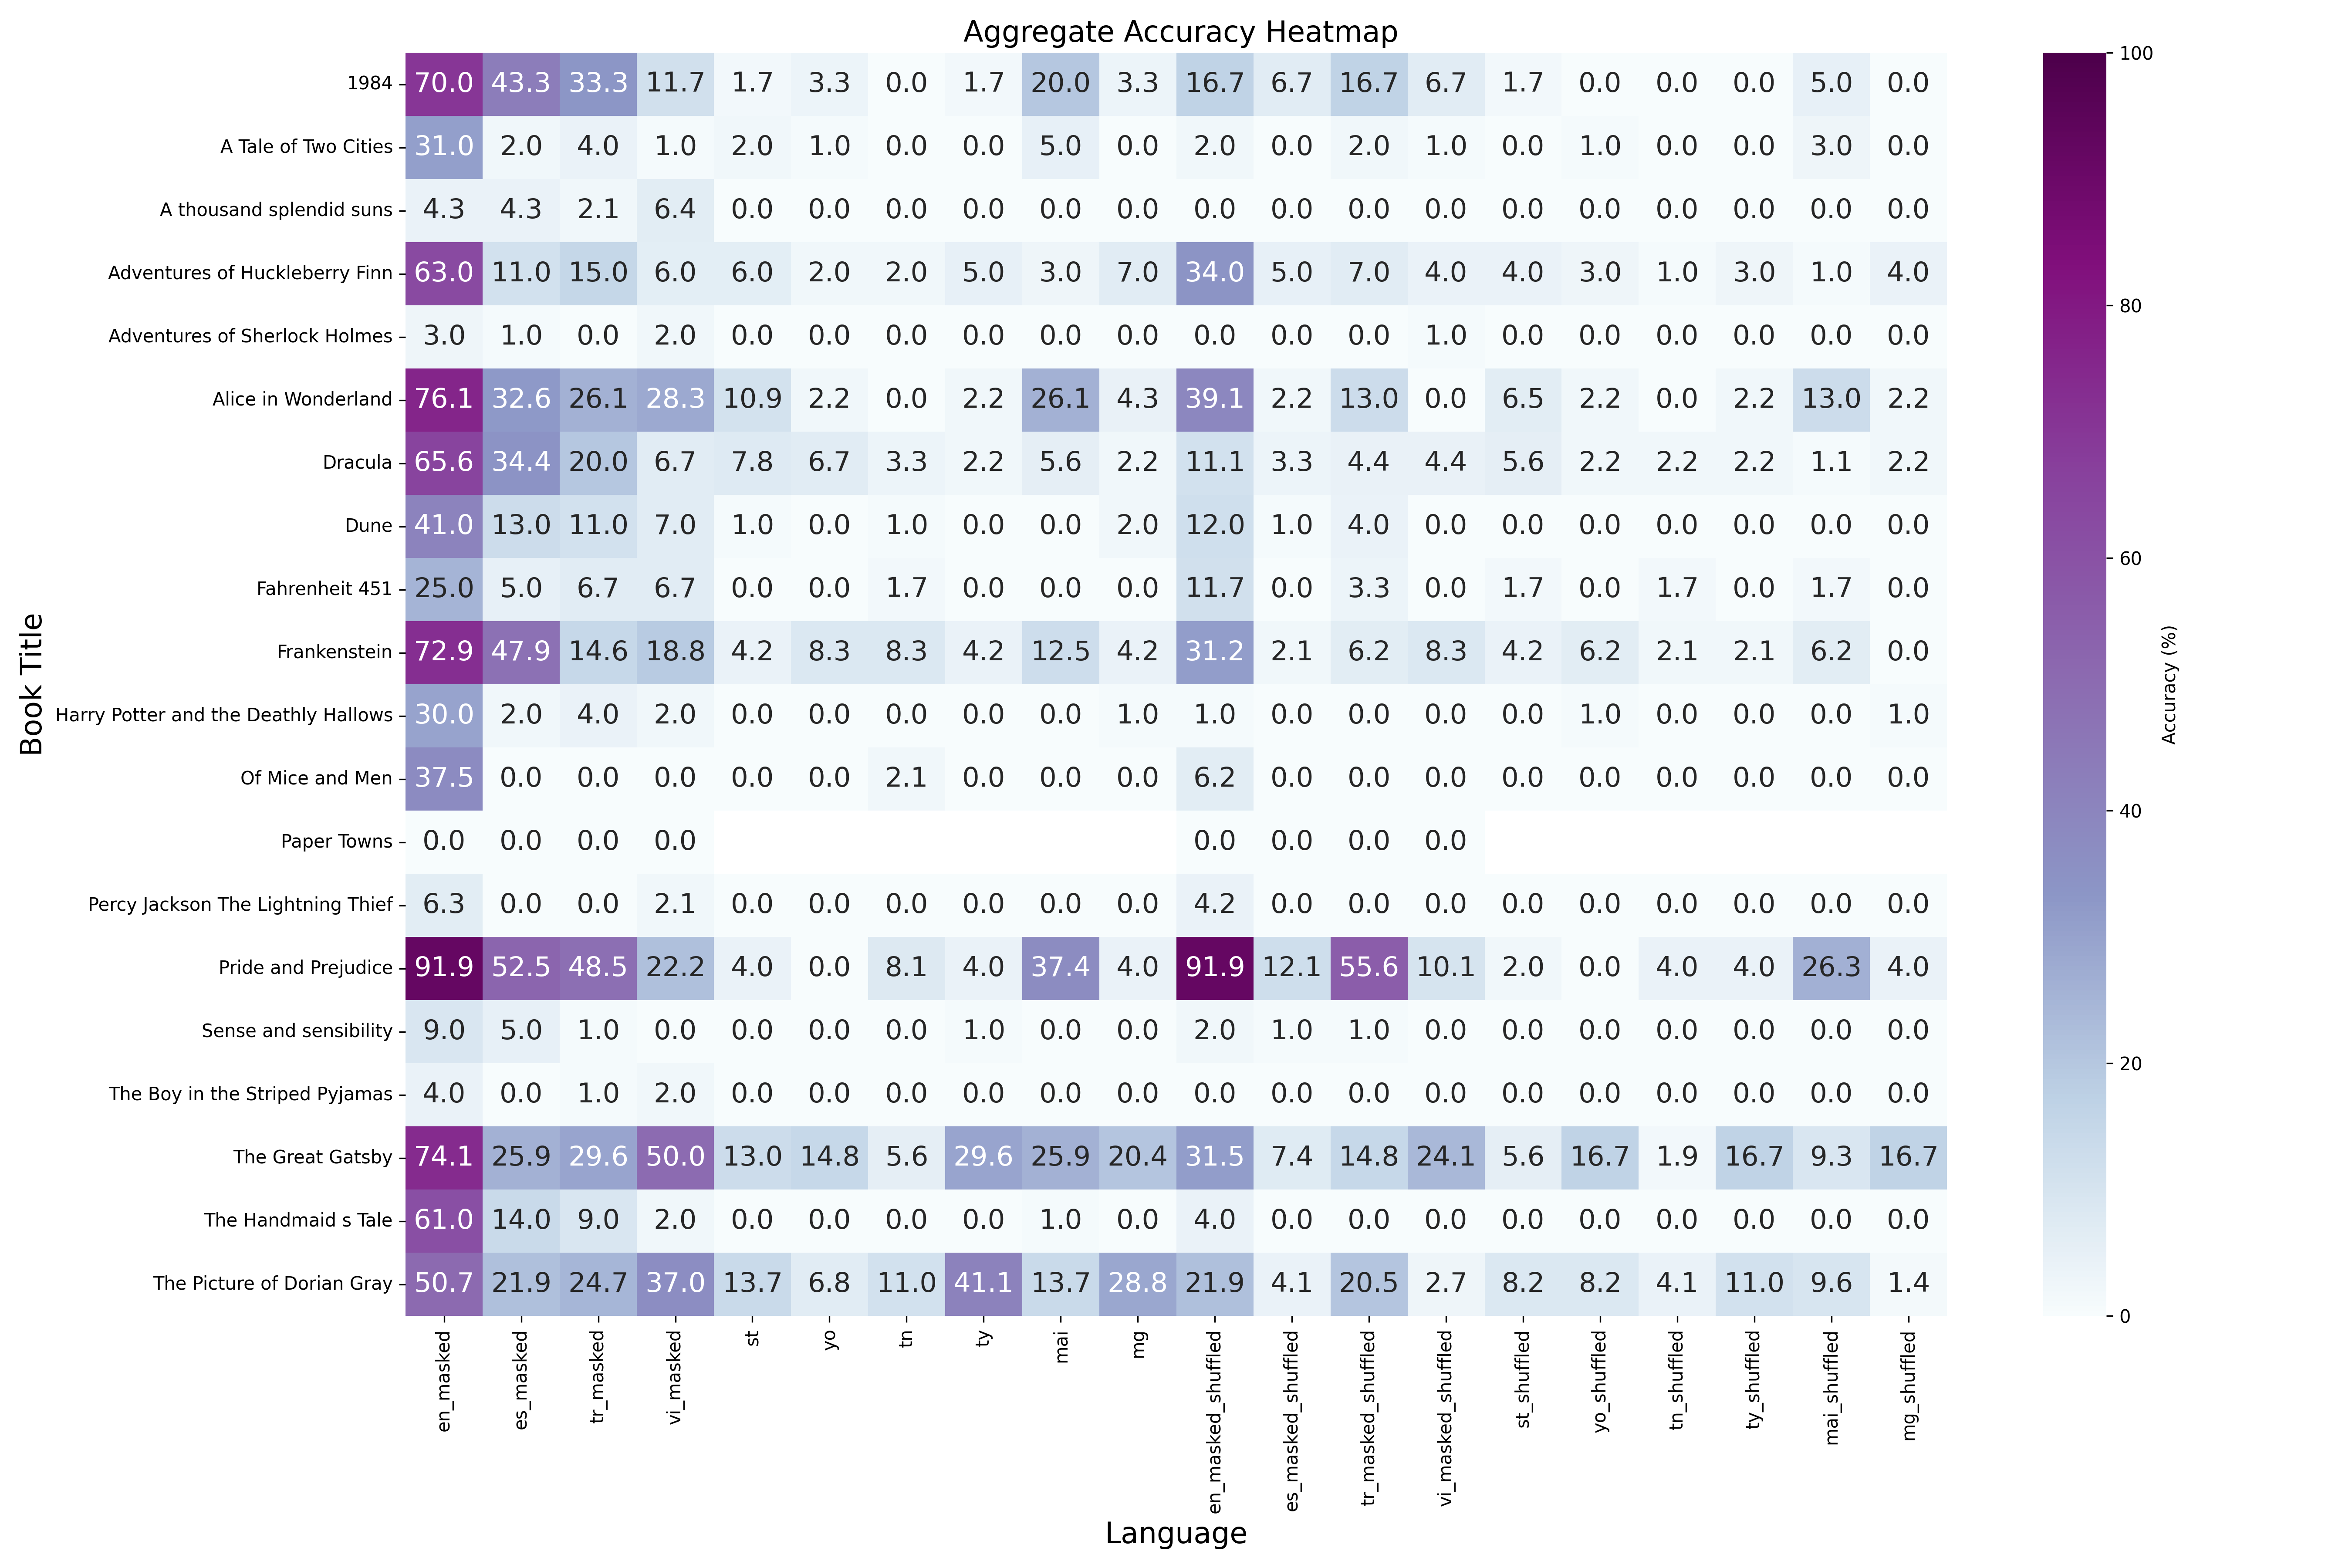 Aggregate Accuracy Heatmap
1984 70.0 43.3 33.3 11.7 1.7 3.3 0.0 1.7 20.0 3.3 16.7 6.7 16.7 6.7 1.7 0.0 0.0 0.0 5.0 0.0
A Tale of Two Cities 31.0 2.0 4.0 1.0 2.0 1.0 0.0 0.0 5.0 0.0 2.0 0.0 2.0 1.0 0.0 1.0 0.0 0.0 3.0 0.0
A thousand splendid suns 4.3 4.3 2.1 6.4 0.0 0.0 0.0 0.0 0.0 0.0 0.0 0.0 0.0 0.0 0.0 0.0 0.0 0.0 0.0 0.0
Adventures of Huckleberry Finn 63.0 11.0 15.0 6.0 6.0 2.0 2.0 5.0 3.0 7.0 34.0 5.0 7.0 4.0 4.0 3.0 1.0 3.0 1.0 4.0
Adventures of Sherlock Holmes 3.0 1.0 0.0 2.0 0.0 0.0 0.0 0.0 0.0 0.0 0.0 0.0 0.0 1.0 0.0 0.0 0.0 0.0 0.0 0.0
Alice in Wonderland 76.1 32.6 26.1 28.3 10.9 2.2 0.0 2.2 26.1 4.3 39.1 2.2 13.0 0.0 6.5 2.2 0.0 2.2 13.0 2.2
Dracula 65.6 34.4 20.0 6.7 7.8 6.7 3.3 2.2 5.6 2.2 11.1 3.3 4.4 4.4 5.6 2.2 2.2 2.2 1.1 2.2
Dune 41.0 13.0 11.0 7.0 1.0 0.0 1.0 0.0 0.0 2.0 12.0 1.0 4.0 0.0 0.0 0.0 0.0 0.0 0.0 0.0
Fahrenheit 451 25.0 5.0 6.7 6.7 0.0 0.0 1.7 0.0 0.0 0.0 11.7 0.0 3.3 0.0 1.7 0.0 1.7 0.0 1.7 0.0
Frankenstein 72.9 47.9 14.6 18.8 4.2 8.3 8.3 4.2 12.5 4.2 31.2 2.1 6.2 8.3 4.2 6.2 2.1 2.1 6.2 0.0
Harry Potter and the Deathly Hallows 30.0 2.0 4.0 2.0 0.0 0.0 0.0 0.0 0.0 1.0 1.0 0.0 0.0 0.0 0.0 1.0 0.0 0.0 0.0 1.0
Of Mice and Men 37.5 0.0 0.0 0.0 0.0 0.0 2.1 0.0 0.0 0.0 6.2 0.0 0.0 0.0 0.0 0.0 0.0 0.0 0.0 0.0
Paper Towns 0.0 0.0 0.0 0.0 0.0 0.0 0.0 0.0
Percy Jackson The Lightning Thief 6.3 0.0 0.0 2.1 0.0 0.0 0.0 0.0 0.0 0.0 4.2 0.0 0.0 0.0 0.0 0.0 0.0 0.0 0.0 0.0
Pride and Prejudice 91.9 52.5 48.5 22.2 4.0 0.0 8.1 4.0 37.4 4.0 91.9 12.1 55.6 10.1 2.0 0.0 4.0 4.0 26.3 4.0
Sense and sensibility 9.0 5.0 1.0 0.0 0.0 0.0 0.0 1.0 0.0 0.0 2.0 1.0 1.0 0.0 0.0 0.0 0.0 0.0 0.0 0.0
The Boy in the Striped Pyjamas 4.0 0.0 1.0 2.0 0.0 0.0 0.0 0.0 0.0 0.0 0.0 0.0 0.0 0.0 0.0 0.0 0.0 0.0 0.0 0.0
The Great Gatsby 74.1 25.9 29.6 50.0 13.0 14.8 5.6 29.6 25.9 20.4 31.5 7.4 14.8 24.1 5.6 16.7 1.9 16.7 9.3 16.7
The Handmaid s Tale 61.0 14.0 9.0 2.0 0.0 0.0 0.0 0.0 1.0 0.0 4.0 0.0 0.0 0.0 0.0 0.0 0.0 0.0 0.0 0.0
The Picture of Dorian Gray 50.7 21.9 24.7 37.0 13.7 6.8 11.0 41.1 13.7 28.8 21.9 4.1 20.5 2.7 8.2 8.2 4.1 11.0 9.6 1.4
en_masked es_masked tr_masked vi_masked st yo tn ty mai mg en_masked_shuffled es_masked_shuffled tr_masked_shuffled vi_masked_shuffled st_shuffled yo_shuffled tn_shuffled ty_shuffled mai_shuffled mg_shuffled
Language
Book Title
100
80
60
40
20
0
Accuracy (%)